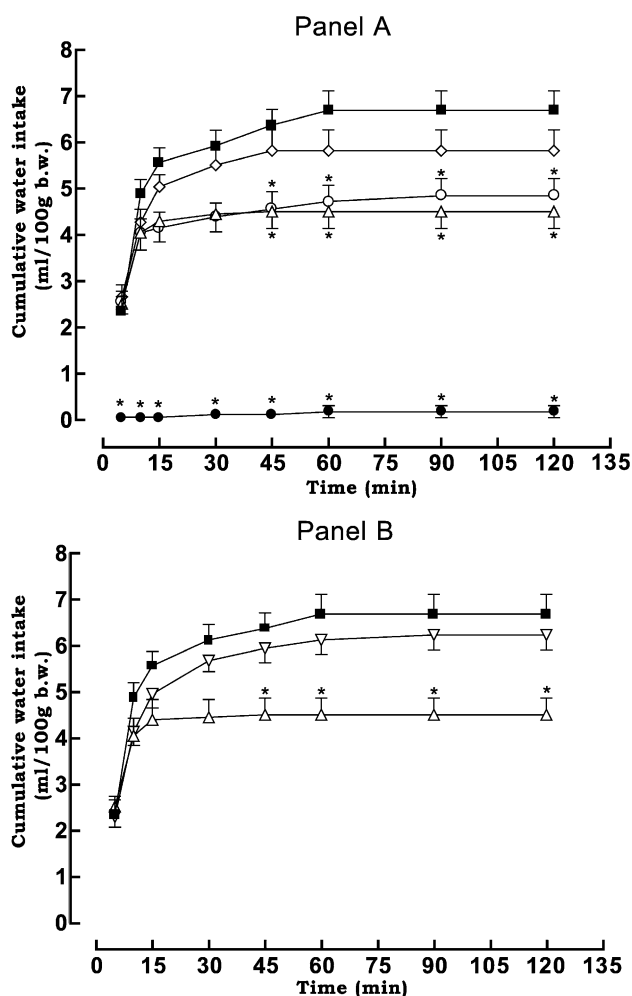 Panel A
Cumulative water intake
(ml/100g b.w.)
8
7
6
5
4
3
2
1
0
* * * *
* * * *
* * * * * * * *
0 15 30 45 60 75 90 105 120 135
Time (min)
Panel B
Cumulative water intake
(ml/100g b.w.)
8
7
6
5
4
3
2
1
0
* * * *
0 15 30 45 60 75 90 105 120 135
Time (min)